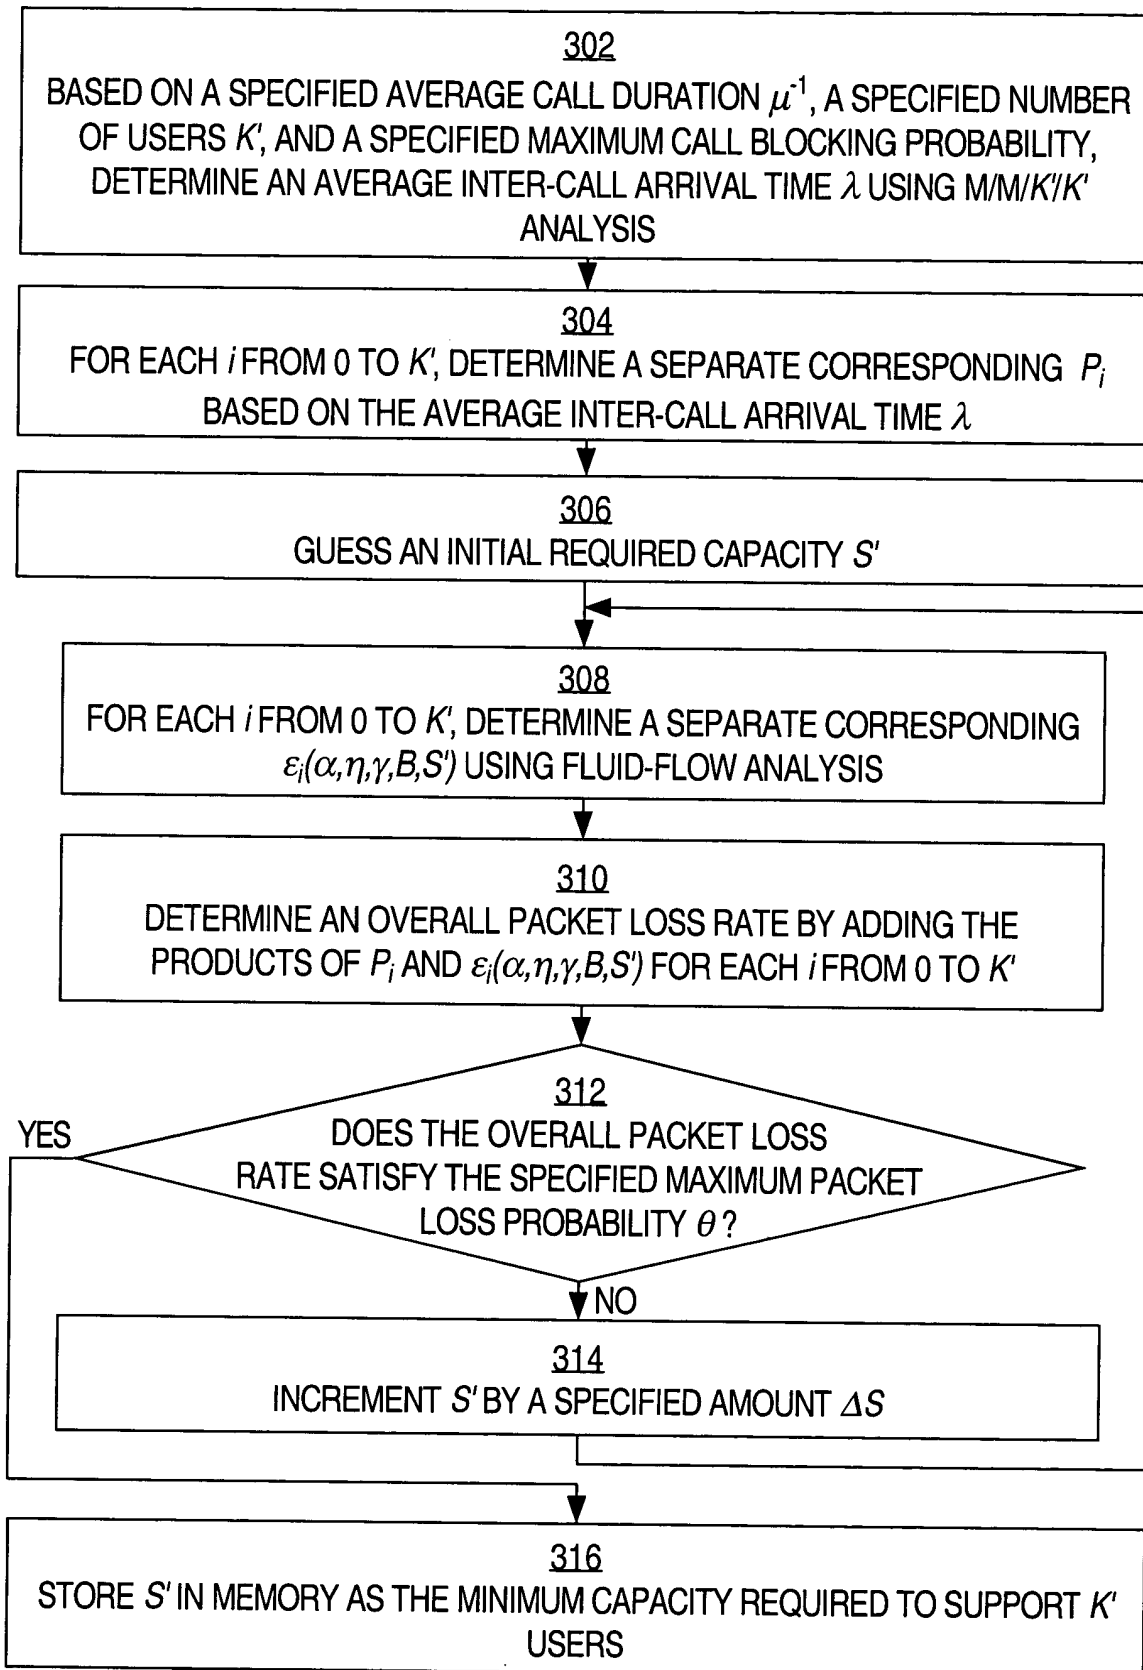 302
BASED ON A SPECIFIED AVERAGE CALL DURATION μ⁻¹, A SPECIFIED NUMBER
OF USERS K', AND A SPECIFIED MAXIMUM CALL BLOCKING PROBABILITY,
DETERMINE AN AVERAGE INTER-CALL ARRIVAL TIME λ USING M/M/K'/K'
ANALYSIS
304
FOR EACH i FROM 0 TO K', DETERMINE A SEPARATE CORRESPONDING Pᵢ
BASED ON THE AVERAGE INTER-CALL ARRIVAL TIME λ
306
GUESS AN INITIAL REQUIRED CAPACITY S'
308
FOR EACH i FROM 0 TO K', DETERMINE A SEPARATE CORRESPONDING
εᵢ(α,η,γ,B,S') USING FLUID-FLOW ANALYSIS
310
DETERMINE AN OVERALL PACKET LOSS RATE BY ADDING THE
PRODUCTS OF Pᵢ AND εᵢ(α,η,γ,B,S') FOR EACH i FROM 0 TO K'
312
YES
DOES THE OVERALL PACKET LOSS
RATE SATISFY THE SPECIFIED MAXIMUM PACKET
LOSS PROBABILITY θ?
NO
314
INCREMENT S' BY A SPECIFIED AMOUNT ΔS
316
STORE S' IN MEMORY AS THE MINIMUM CAPACITY REQUIRED TO SUPPORT K'
USERS